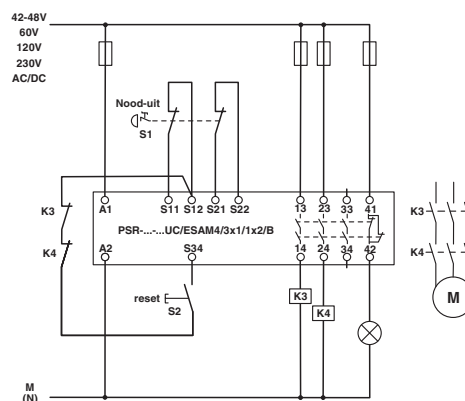 42-48V
60V
120V
230V
AC/DC
Nood-uit
S1
A1
S11
S12
S21
S22
13
23
33
41
K3
K4
PSR-...-...UC/ESAM4/3x1/1x2/B
A2
S34
14
24
34
42
K3
K4
reset
S2
K3
K4
M
M
(N)